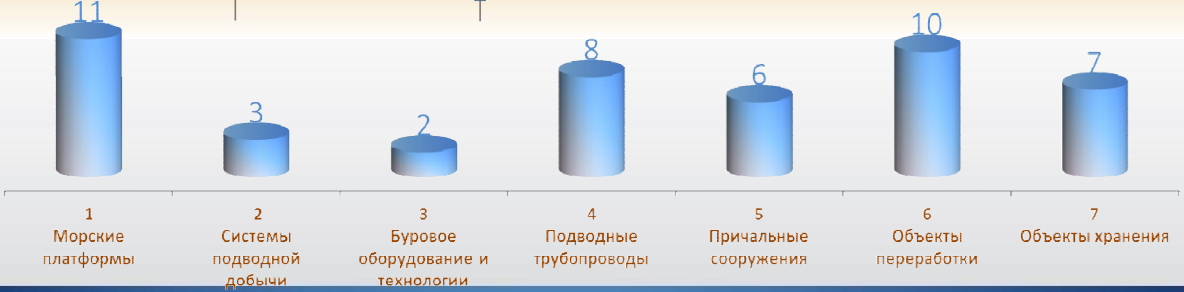 11
3
2
8
6
10
7
1
Морские
платформы
2
Системы
подводной
добычи
3
Буровое
оборудование и
технологии
4
Подводные
трубопроводы
5
Причальные
сооружения
6
Объекты
переработки
7
Объекты хранения